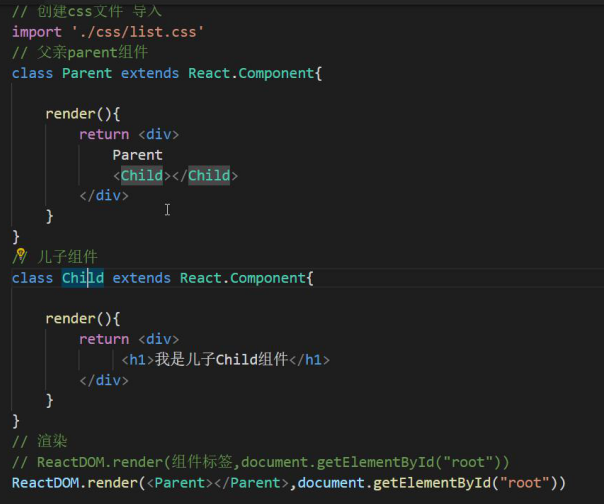 // 创建css文件 导入
import './css/list.css'
// 父亲parent组件
class Parent extends React.Component{
render(){
return <div>
Parent
<Child></Child>
</div>
}
}
// 儿子组件
class Child extends React.Component{
render(){
return <div>
<h1>我是儿子Child组件</h1>
</div>
}
}
// 渲染
// ReactDOM.render(组件标签,document.getElementById("root"))
ReactDOM.render(<Parent></Parent>,document.getElementById("root"))